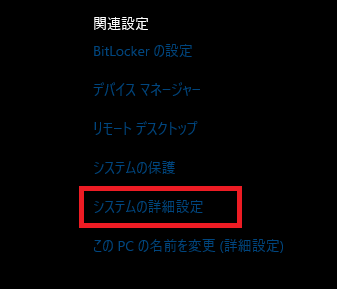 関連設定
BitLocker の設定
デバイス マネージャー
リモート デスクトップ
システムの保護
システムの詳細設定
この PC の名前を変更 (詳細設定)